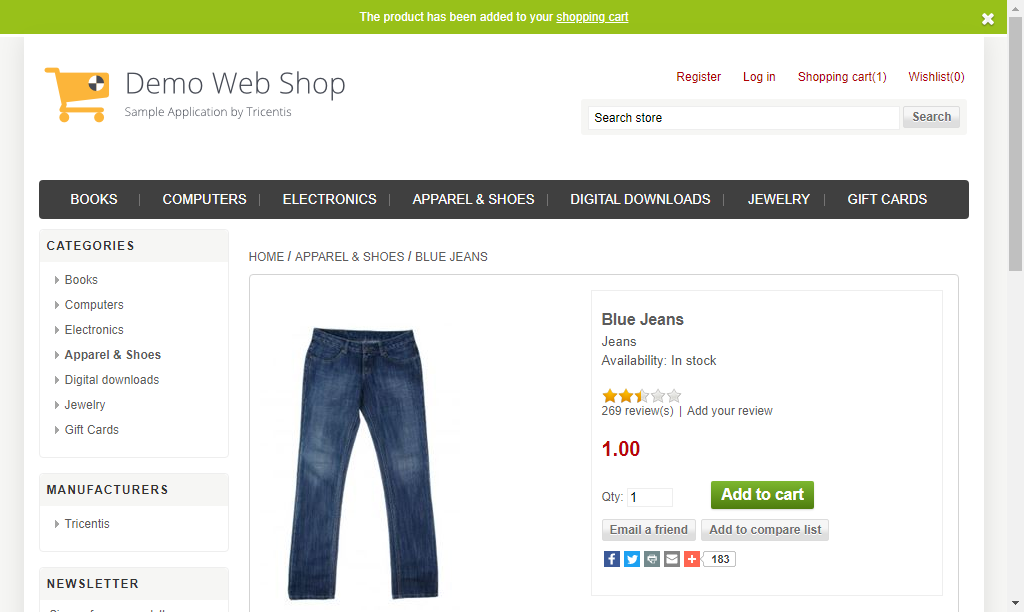 The product has been added to your shopping cart
Demo Web Shop
Sample Application by Tricentis
Register Log in Shopping cart(1) Wishlist(0)
Search store Search
BOOKS COMPUTERS ELECTRONICS APPAREL & SHOES DIGITAL DOWNLOADS JEWELRY GIFT CARDS
CATEGORIES
Books
Computers
Electronics
Apparel & Shoes
Digital downloads
Jewelry
Gift Cards
MANUFACTURERS
Tricentis
NEWSLETTER
HOME / APPAREL & SHOES / BLUE JEANS
Blue Jeans
Jeans
Availability: In stock
269 review(s) | Add your review
1.00
Qty: 1 Add to cart
Email a friend Add to compare list
183